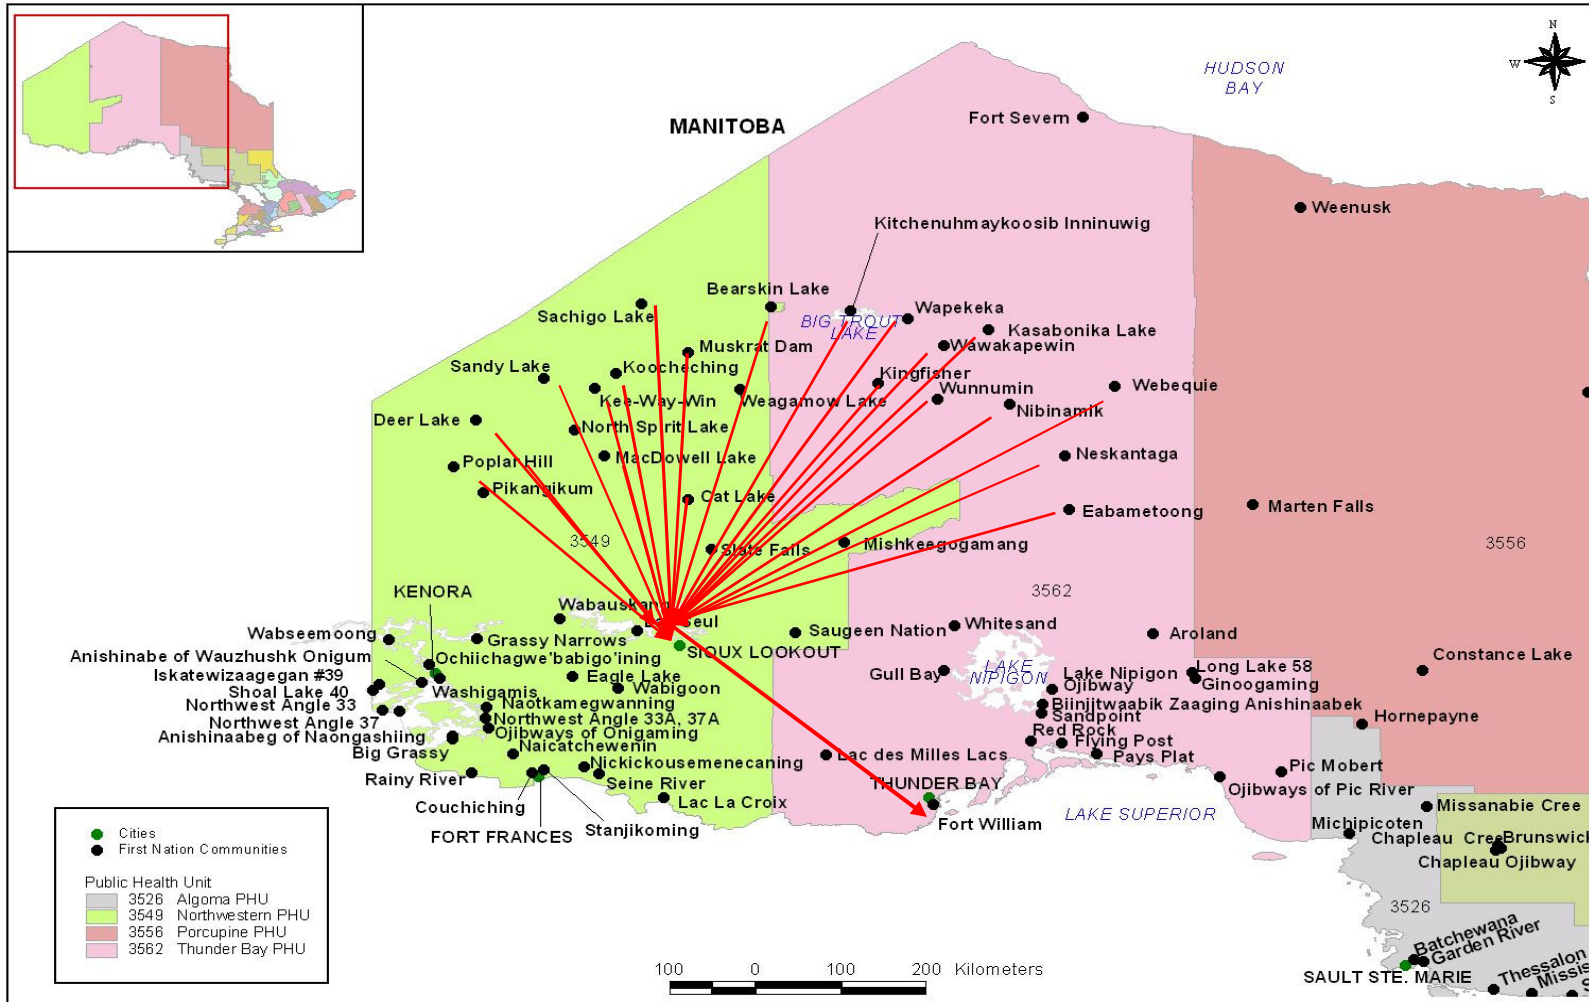 N
W
S
HUDSON
BAY
MANITOBA
Fort Severn
Weenusk
Kitchenuhmaykoosib Inninuwig
Bearskin Lake
Sachigo Lake
BIG TROUT
LAKE
Wapekeka
Kasabonika Lake
Muskrat Dam
Wawakapewin
Sandy Lake
Koocheching
Kingfisher
Webequie
Kee-Way-Win
Weagamow Lake
Wunnumin
Nibinamik
Deer Lake
North Spirit Lake
Poplar Hill
MacDowell Lake
Neskantaga
Pikangikum
Cat Lake
Marten Falls
Eabametoong
3549
Slate Falls
Mishkeegogamang
3556
KENORA
3562
Wabauskang
Wabseemoong
Grassy Narrows
Seul
Saugeen Nation
Whitesand
Aroland
Anishinabe of Wauzhushk Onigum
Ochiichagwe'babigo'ining
SIOUX LOOKOUT
Constance Lake
Iskatewizaagegan #39
Eagle Lake
Gull Bay
LAKE
NIPIGON
Lake Nipigon
Ojibway
Long Lake 58
Ginoogaming
Shoal Lake 40
Washigamis
Wabigoon
Northwest Angle 33
Naotkamegwanning
Biinjitwaabik Zaaging Anishinaabek
Northwest Angle 37
Northwest Angle 33A, 37A
Sandpoint
Hornepayne
Anishinaabeg of Naongashiing
Ojibways of Onigaming
Red Rock
Flying Post
Big Grassy
Naicatchewenin
Lac des Milles Lacs
Pays Plat
Rainy River
Nickickousemenecaning
Pic Mobert
Seine River
THUNDER BAY
Ojibways of Pic River
Couchiching
Lac La Croix
Fort William
LAKE SUPERIOR
Missanabie Cree
FORT FRANCES
Stanjikoming
Michipicoten
Chapleau Cree
Brunswick
Chapleau Ojibway
3526
Batchewana
Garden River
SAULT STE. MARIE
Thessalon
Missis
S
Cities
First Nation Communities
Public Health Unit
3526 Algoma PHU
3549 Northwestern PHU
3556 Porcupine PHU
3562 Thunder Bay PHU
100 0 100 200 Kilometers